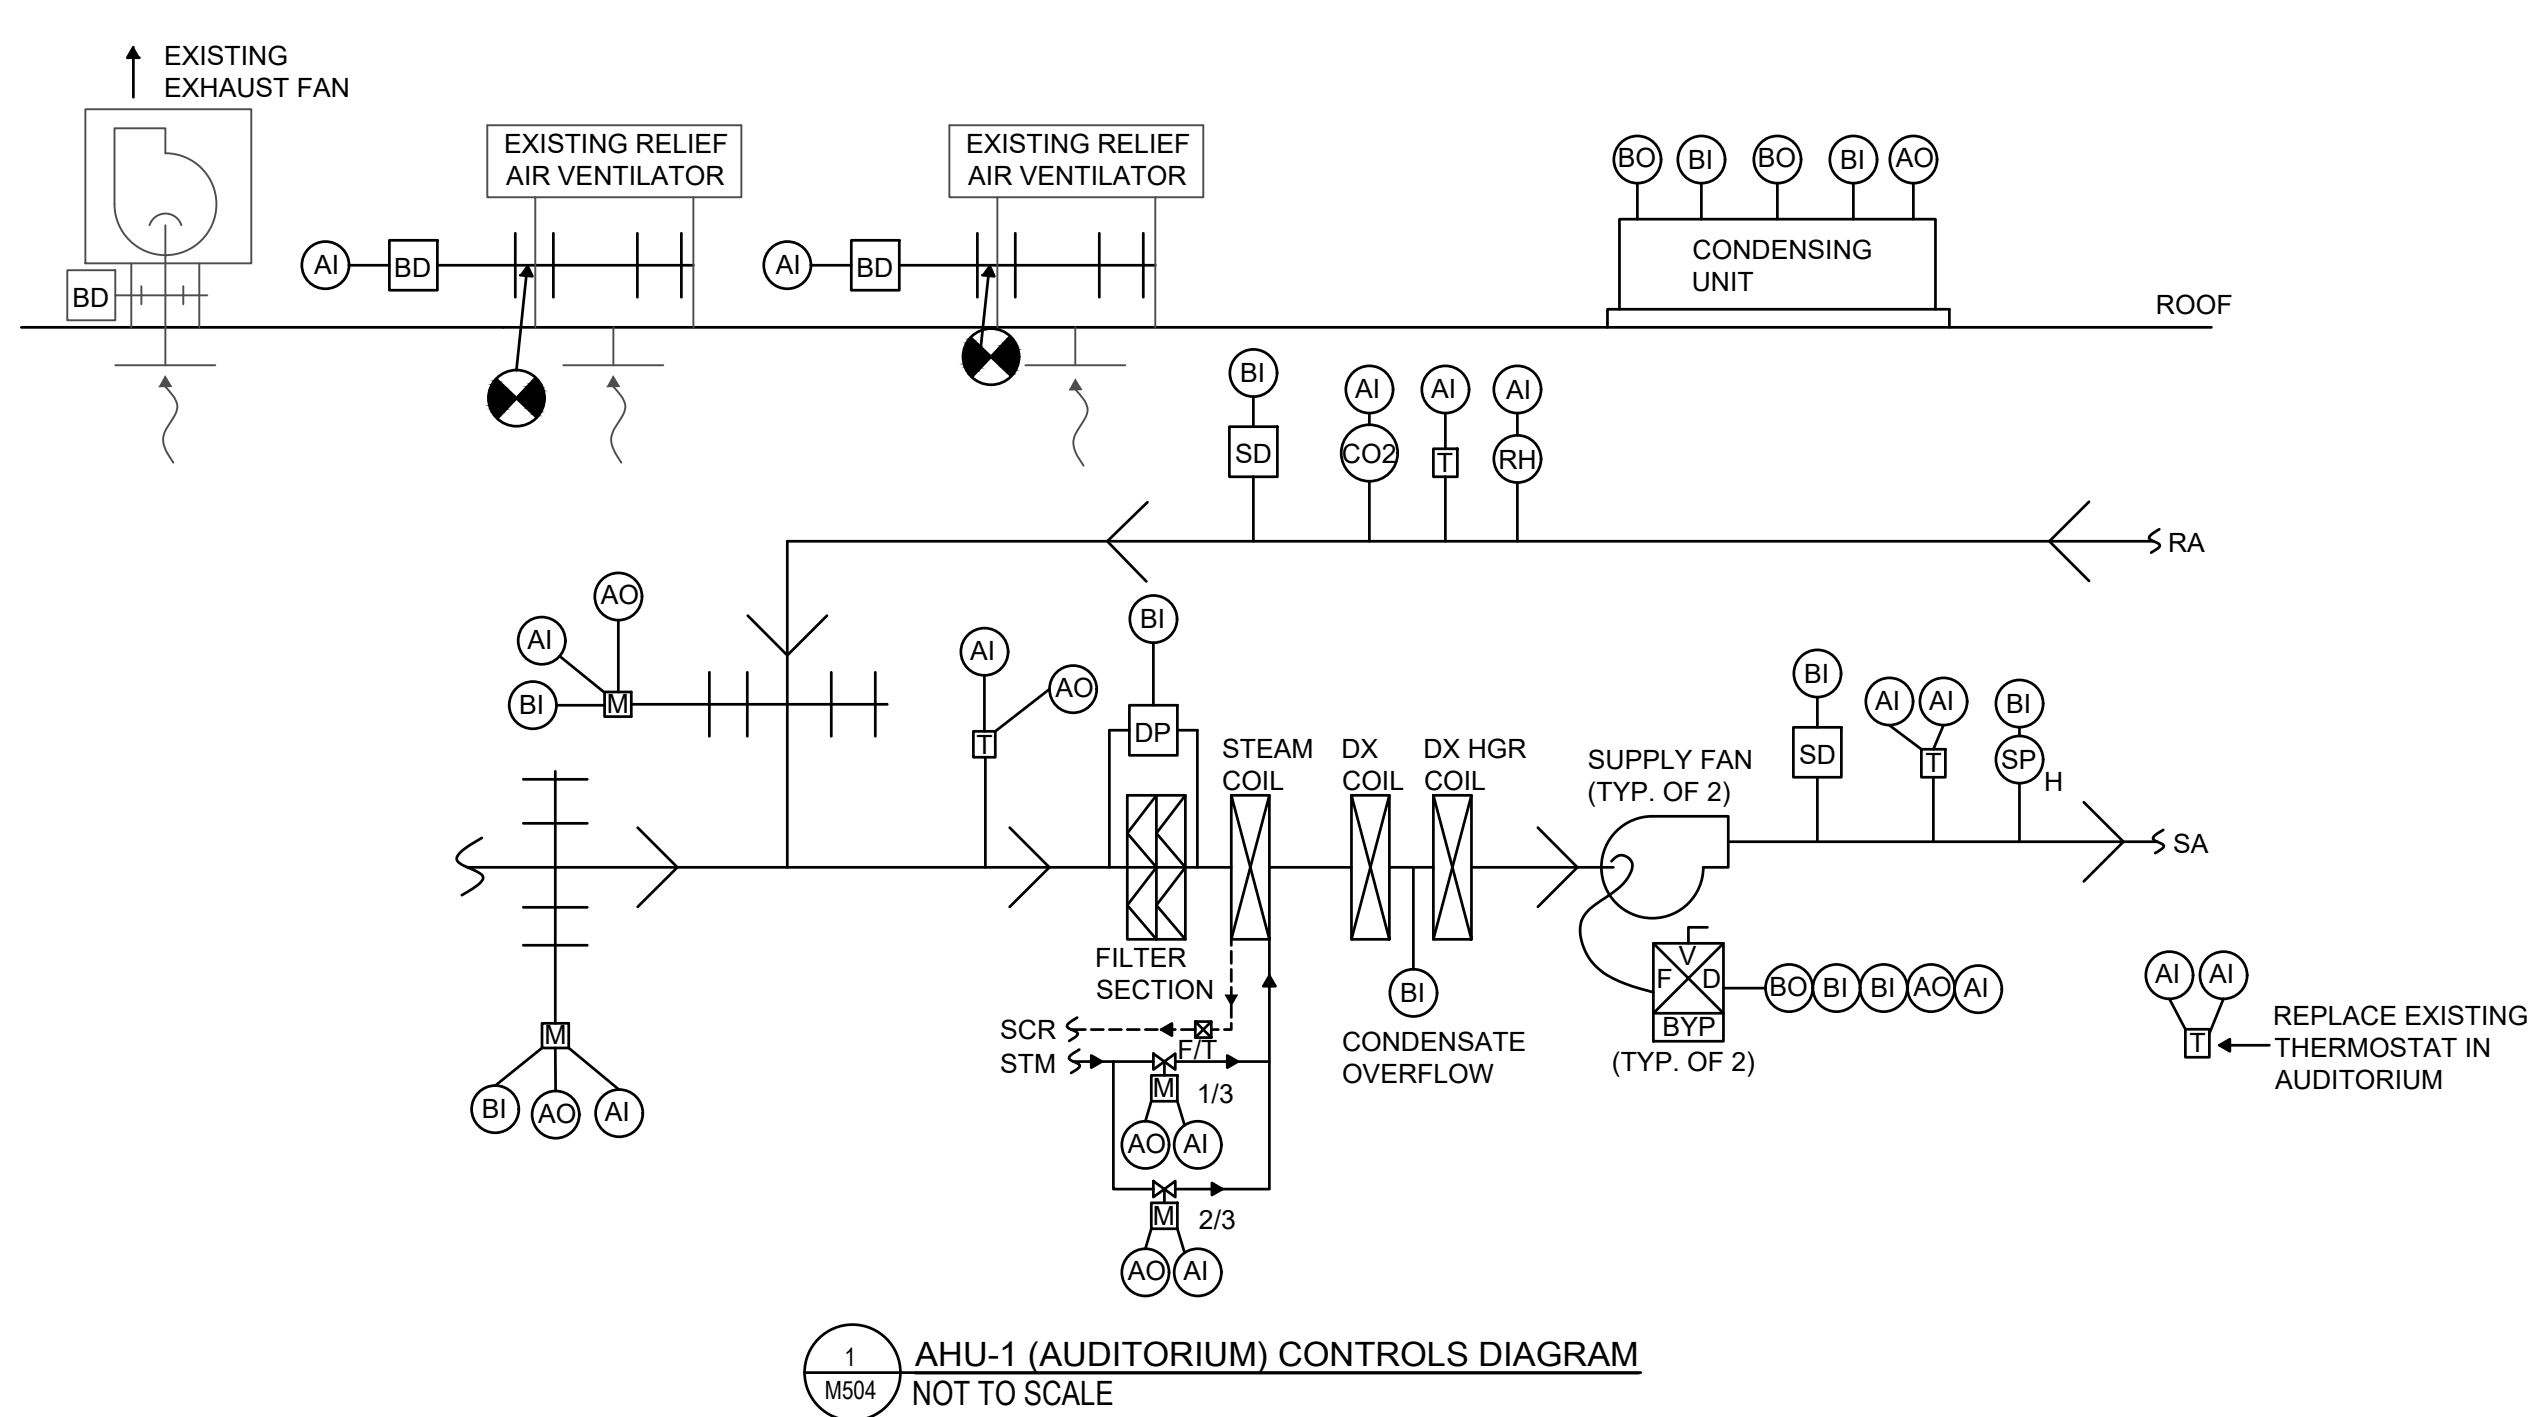 EXISTING
EXHAUST FAN
BD
EXISTING RELIEF
AIR VENTILATOR
AI
BD
EXISTING RELIEF
AIR VENTILATOR
AI
BD
BO
BI
BO
BI
AO
CONDENSING
UNIT
ROOF
BI
SD
AI
CO2
AI
T
AI
RH
RA
AO
AI
BI
M
AI
AO
T
BI
DP
STEAM
COIL
DX
COIL
DX HGR
COIL
SUPPLY FAN
(TYP. OF 2)
BI
SD
AI
AI
T
BI
SP
H
SA
M
BI
AO
AI
FILTER
SECTION
SCR
F/T
STM
M
1/3
AO
AI
M
2/3
AO
AI
BI
CONDENSATE
OVERFLOW
V
F
D
BYP
(TYP. OF 2)
BO
BI
BI
AO
AI
AI
AI
T
REPLACE EXISTING
THERMOSTAT IN
AUDITORIUM
1
M504
AHU-1 (AUDITORIUM) CONTROLS DIAGRAM
NOT TO SCALE